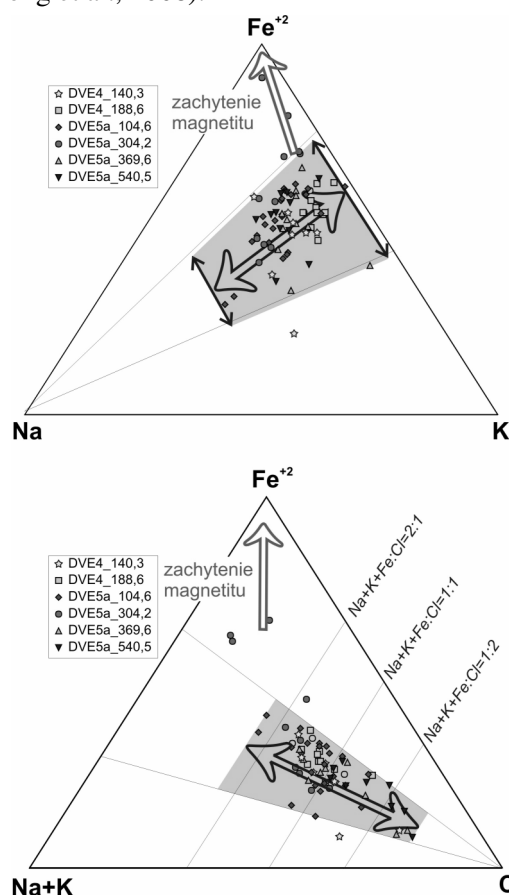 Fe+2
DVE4_140,3
DVE4_188,6
DVE5a_104,6
DVE5a_304,2
DVE5a_369,6
DVE5a_540,5
zachytenie
magnetitu
Na
K
Fe+2
DVE4_140,3
DVE4_188,6
DVE5a_104,6
DVE5a_304,2
DVE5a_369,6
DVE5a_540,5
zachytenie
magnetitu
Na+K+Fe:Cl=2:1
Na+K+Fe:Cl=1:1
Na+K+Fe:Cl=1:2
Na+K